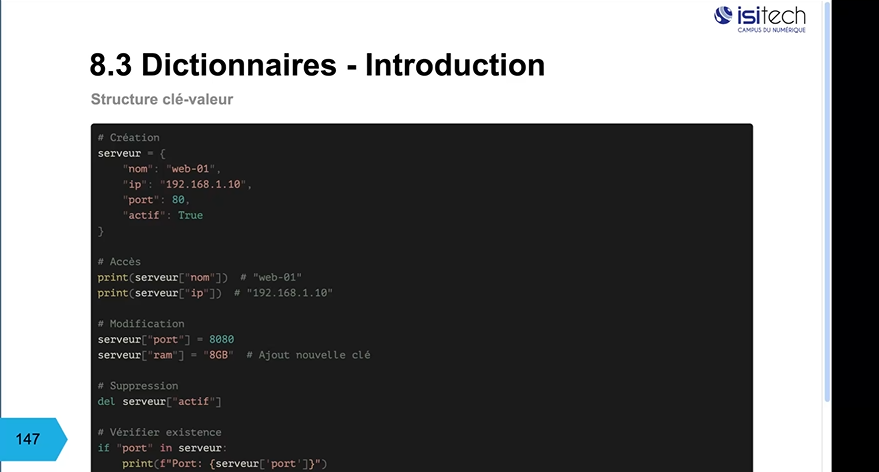 isitech
CAMPUS DU NUMÉRIQUE
8.3 Dictionnaires - Introduction
Structure clé-valeur
# Création
serveur = {
    "nom": "web-01",
    "ip": "192.168.1.10",
    "port": 80,
    "actif": True
}
# Accès
print(serveur["nom"])  # "web-01"
print(serveur["ip"])  # "192.168.1.10"
# Modification
serveur["port"] = 8080
serveur["ram"] = "8GB"  # Ajout nouvelle clé
# Suppression
del serveur["actif"]
# Vérifier existence
if "port" in serveur:
    print(f"Port: {serveur['port']}")
147